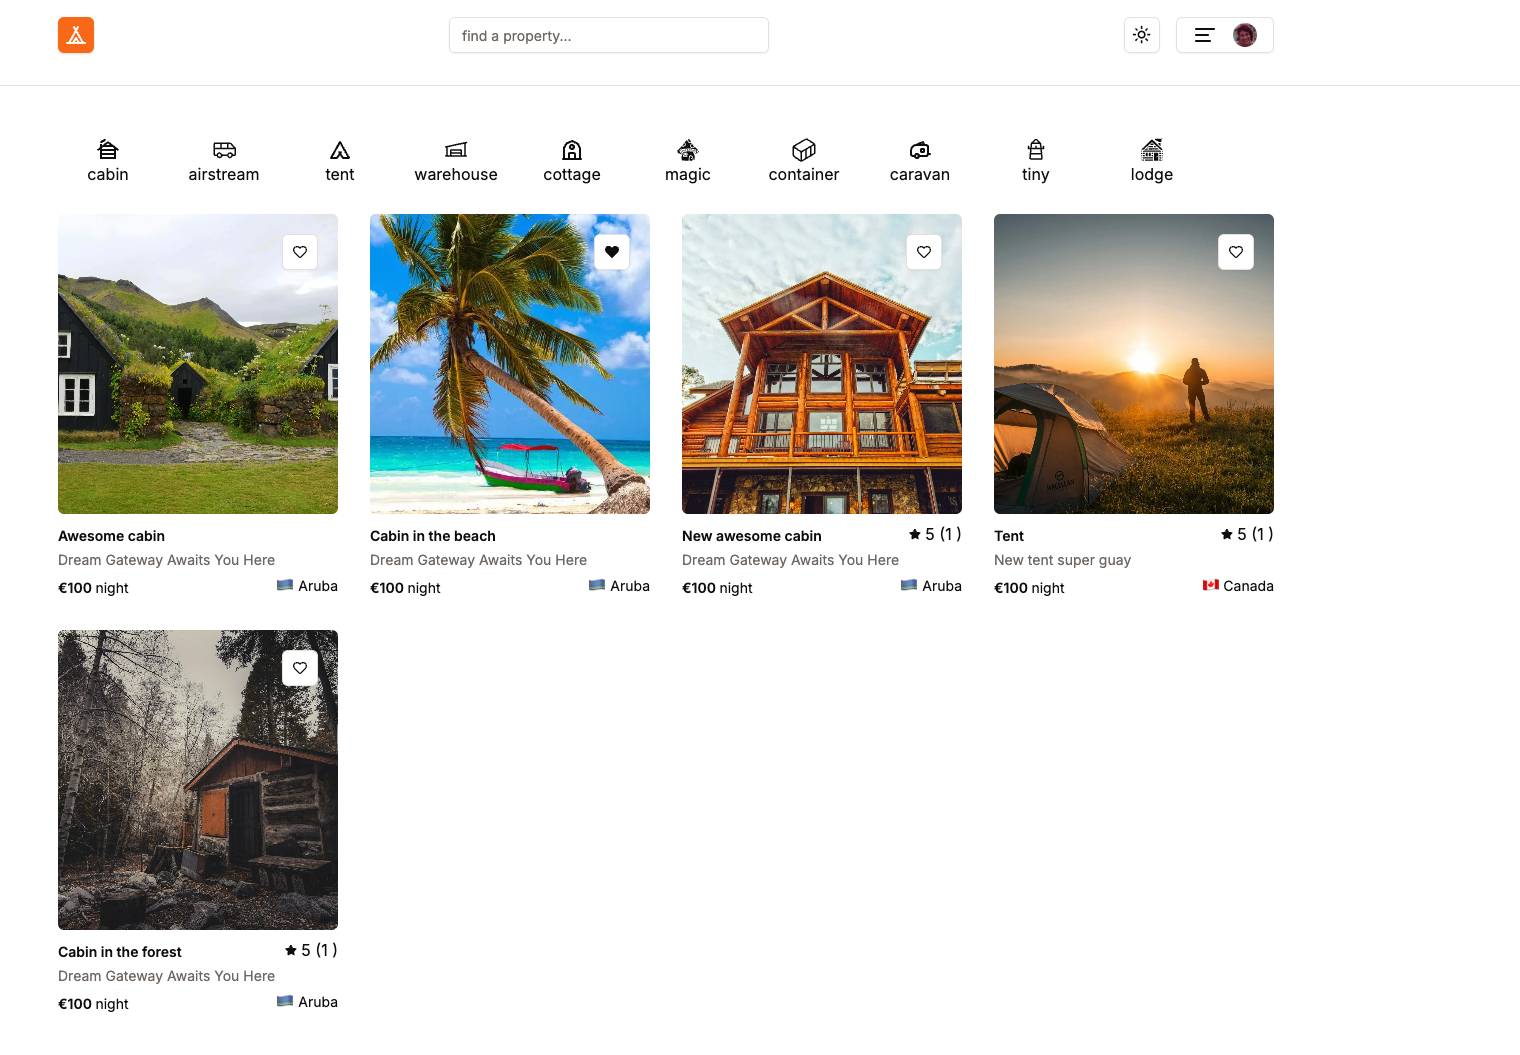 find a property...
cabin
airstream
tent
warehouse
cottage
magic
container
caravan
tiny
lodge
Awesome cabin
Dream Gateway Awaits You Here
€100 night
Aruba
Cabin in the beach
Dream Gateway Awaits You Here
€100 night
Aruba
New awesome cabin
5 (1 )
Dream Gateway Awaits You Here
€100 night
Aruba
MAGELLAN
Tent
5 (1 )
New tent super guay
€100 night
Canada
Cabin in the forest
5 (1 )
Dream Gateway Awaits You Here
€100 night
Aruba